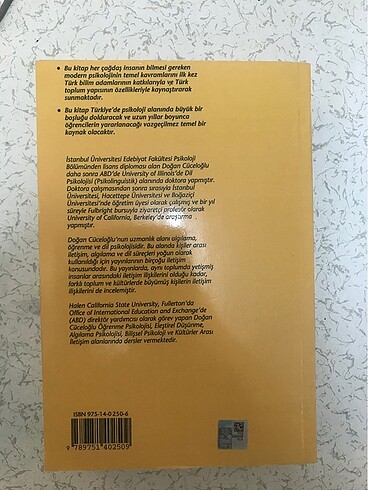 • Bu kitap her çağdaş insanın bilmesi gereken
modern psikolojinin temel kavramlarını ilk kez
Türk bilim adamlarının katkılarıyla ve Türk
toplum yapısının özellikleriyle kaynaştırarak
sunmaktadır.
• Bu kitap Türkiye'de psikoloji alanında büyük bir
boşluğu dolduracak ve uzun yıllar boyunca
öğrencilerin yararlanacağı vazgeçilmez temel bir
kaynak olacaktır.
İstanbul Üniversitesi Edebiyat Fakültesi Psikoloji
Bölümünden lisans diploması alan Doğan Cüceloğlu
daha sonra ABD'de University of Illinois'de Dil
Psikolojisi (Psikolinguistik) alanında doktora yapmıştır.
Doktora çalışmasından sonra sırasıyla İstanbul
Üniversitesi, Hacettepe Üniversitesi ve Boğaziçi
Üniversitesi'nde öğretim üyesi olarak çalışmış ve bir yıl
süreyle Fulbright bursuyla ziyaretçi profesör olarak
University of California, Berkeley'de araştırma
yapmıştır.
Doğan Cüceloğlu'nun uzmanlık alanı algılama,
öğrenme ve dil psikolojisidir. Bu alanda kişiler arası
iletişim, algılama ve dil süreçleri yoğun olarak
kullanıldığı için yayınlarının birçoğu iletişim
konusundadır. Bu yayınlarda, aynı toplumda yetişmiş
insanlar arasındaki iletişim ilişkilerini olduğu kadar,
farklı toplum ve kültürlerde büyümüş kişilerin iletişim
ilişkilerini de incelemiştir.
Halen California State University, Fullerton'da
Office of International Education and Exchange'de
(ABD) direktör yardımcısı olarak görev yapan Doğan
Cüceloğlu Öğrenme Psikolojisi, Eleştirel Düşünme,
Algılama Psikolojisi, Bilişsel Psikoloji ve Kültürler Arası
İletişim alanlarında dersler vermektedir.
ISBN 975-14-0250-6
9 789751 402509